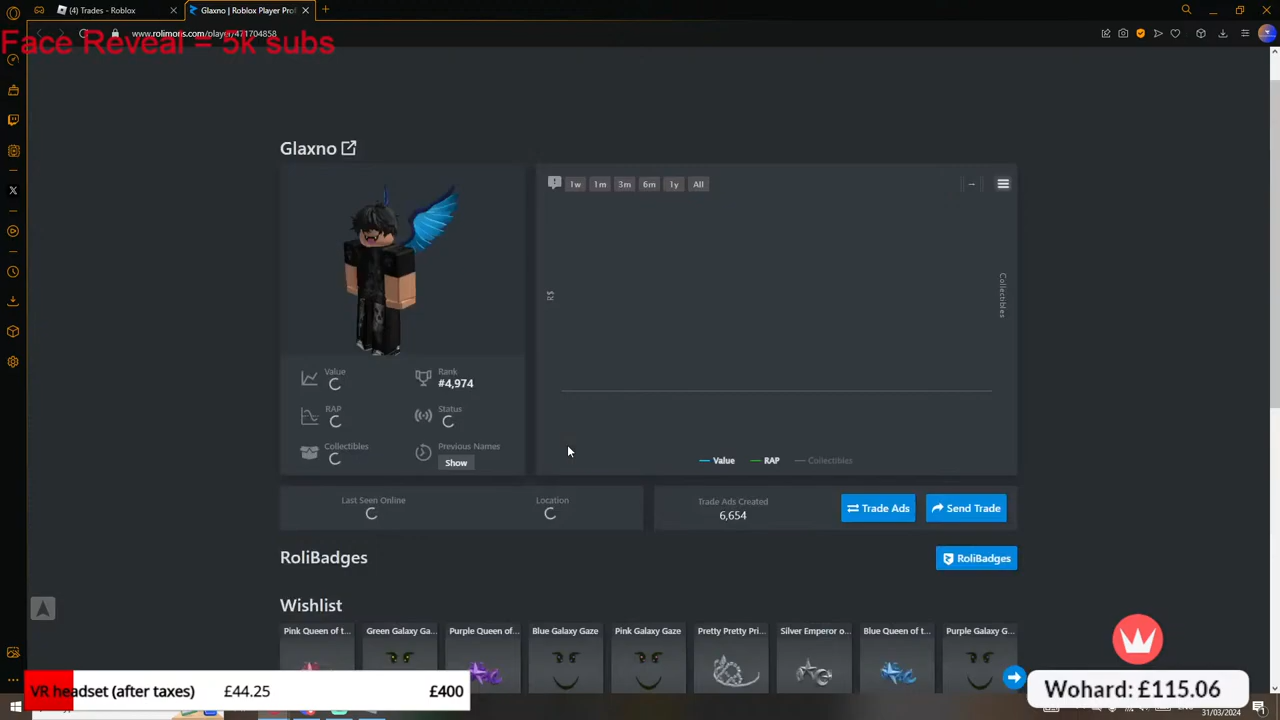 (4) Trades - Roblox
Glaxno | Roblox Player Prof
www.rolimons.com/player/471704858
Face Reveal = 5k subs
Glaxno
1w 1m 3m 6m 1y All
Value
Rank
#4,974
R$
Collectibles
RAP
Status
Collectibles
Previous Names
Show
Value RAP Collectibles
Last Seen Online
Location
Trade Ads Created
6,654
Trade Ads
Send Trade
RoliBadges
RoliBadges
Wishlist
Pink Queen of t...
Green Galaxy Ga...
Purple Queen of...
Blue Galaxy Gaze
Pink Galaxy Gaze
Pretty Pretty Pri...
Silver Emperor o...
Blue Queen of t...
Purple Galaxy G...
VR headset (after taxes) £44.25 £400
Wohard: £115.06
31/03/2024